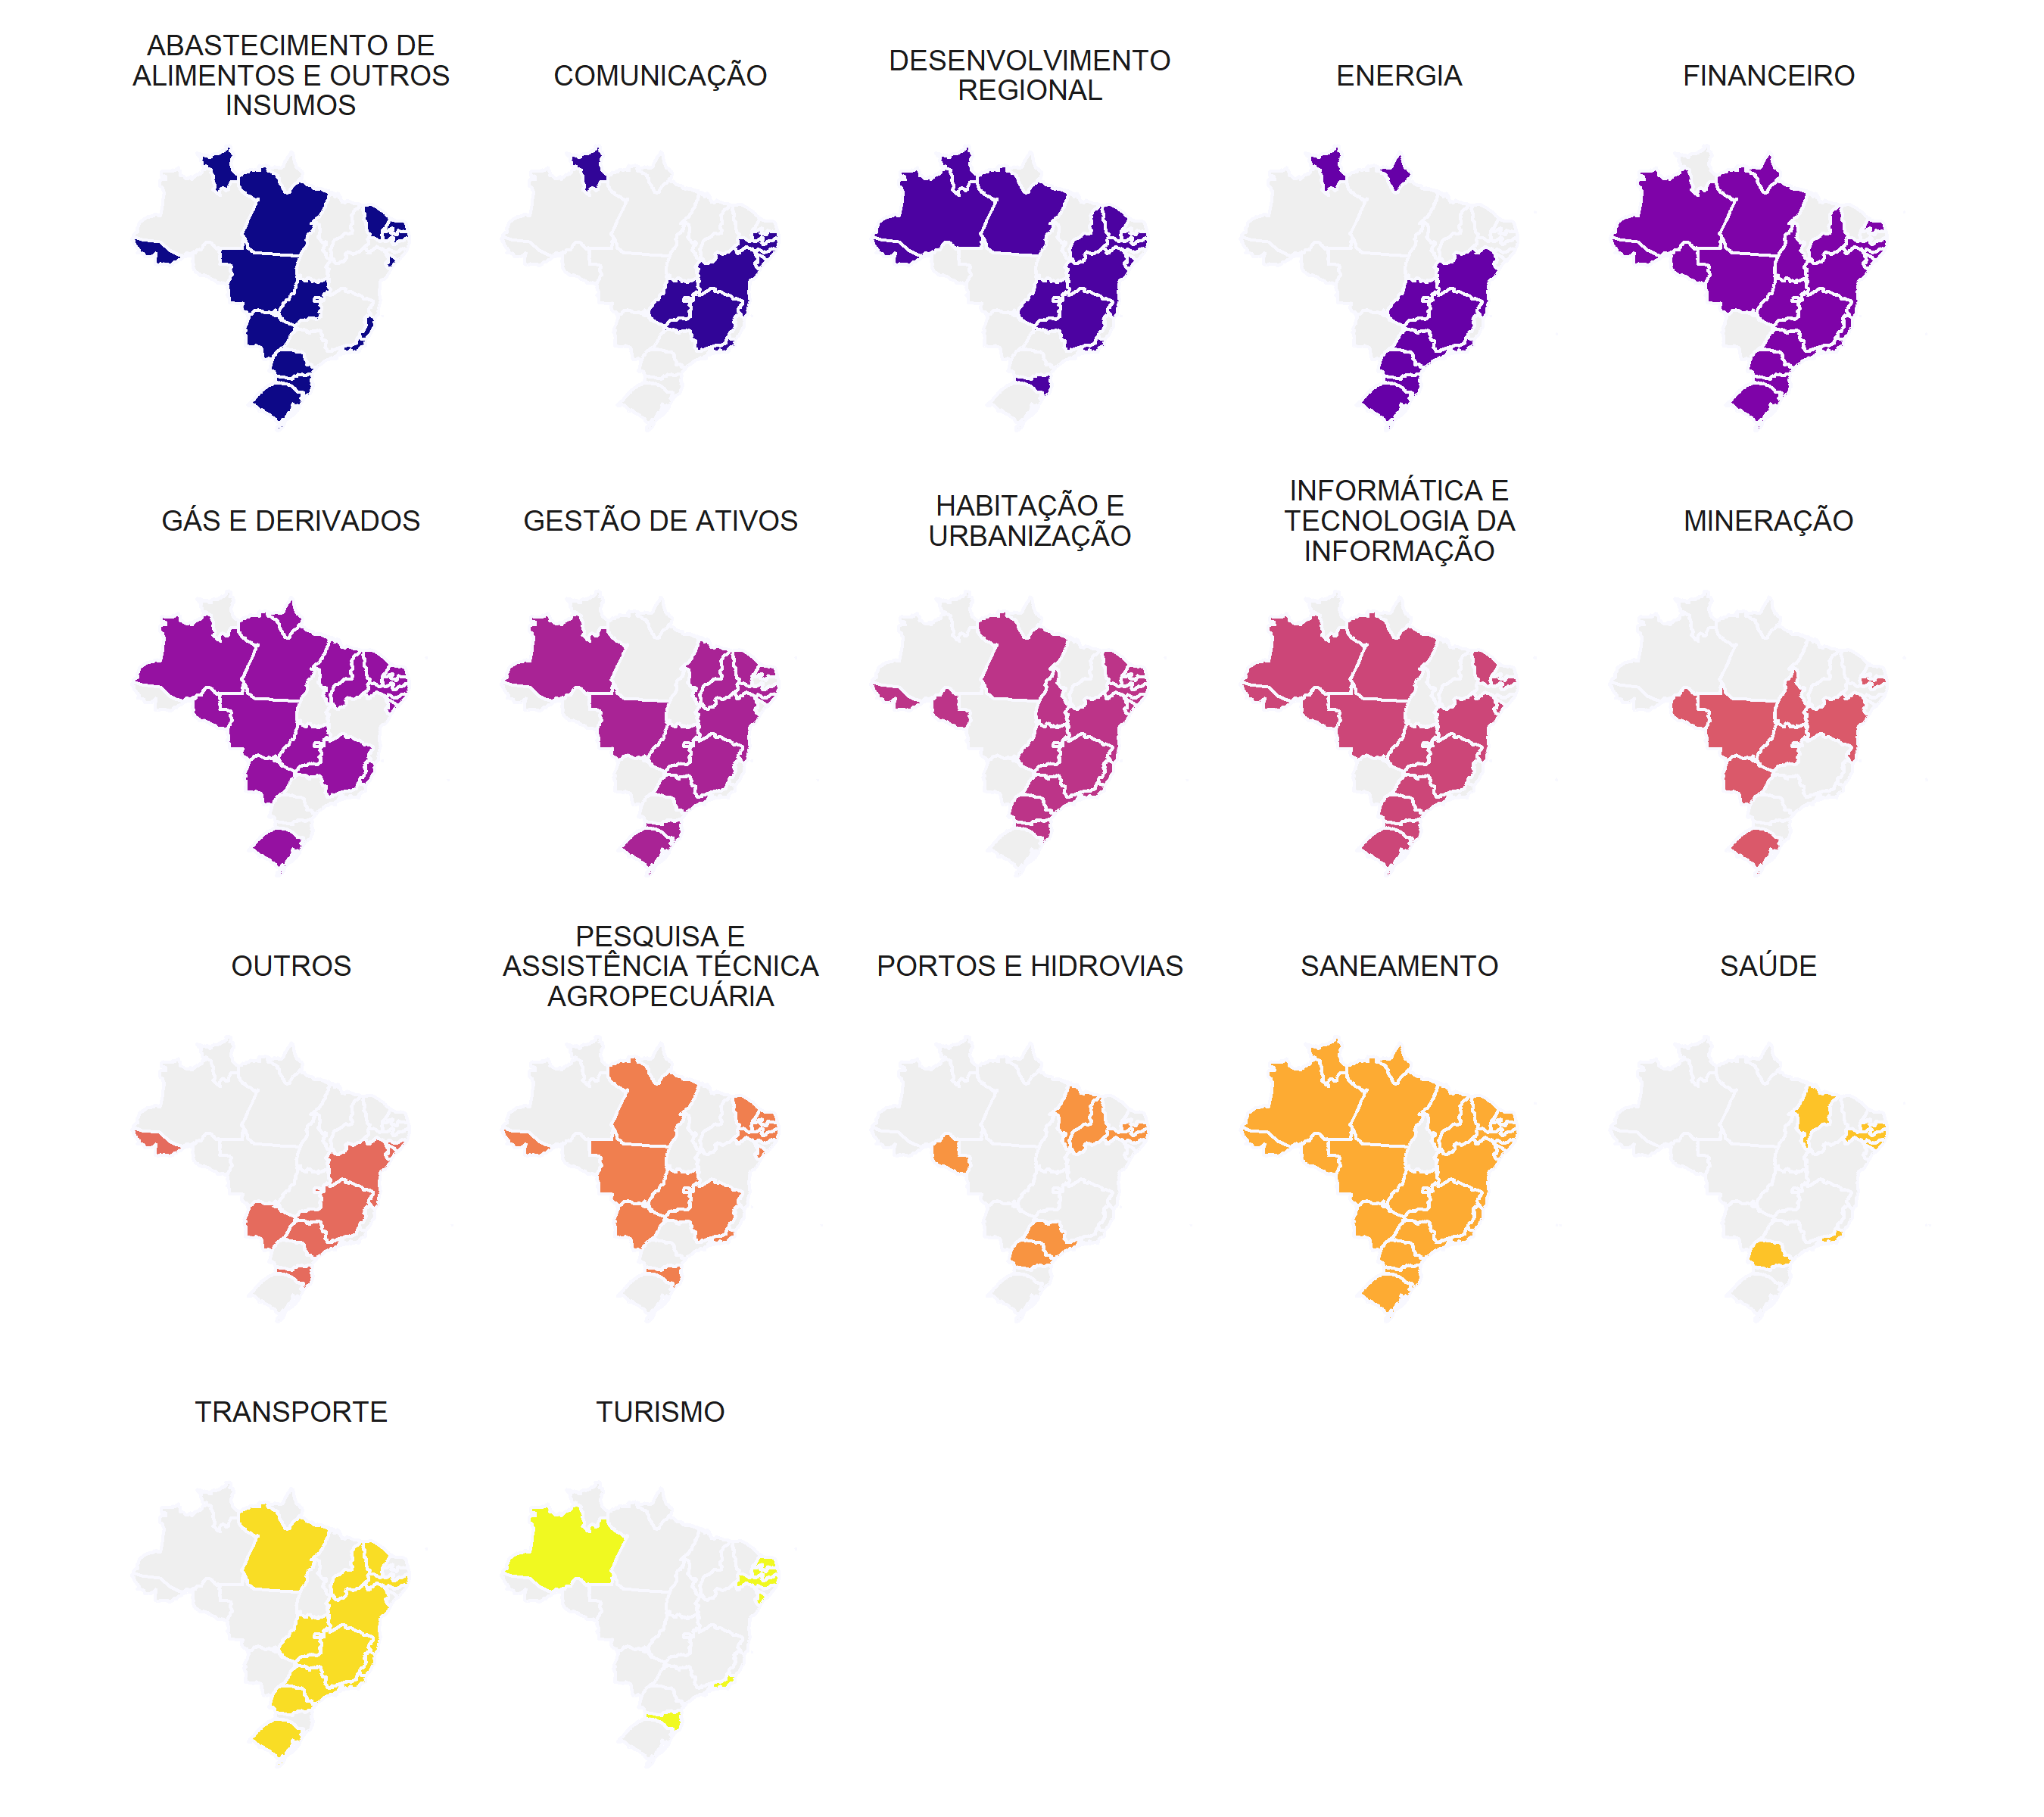 ABASTECIMENTO DE
ALIMENTOS E OUTROS
INSUMOS
COMUNICAÇÃO
DESENVOLVIMENTO
REGIONAL
ENERGIA
FINANCEIRO
GÁS E DERIVADOS
GESTÃO DE ATIVOS
HABITAÇÃO E
URBANIZAÇÃO
INFORMÁTICA E
TECNOLOGIA DA
INFORMAÇÃO
MINERAÇÃO
OUTROS
PESQUISA E
ASSISTÊNCIA TÉCNICA
AGROPECUÁRIA
PORTOS E HIDROVIAS
SANEAMENTO
SAÚDE
TRANSPORTE
TURISMO